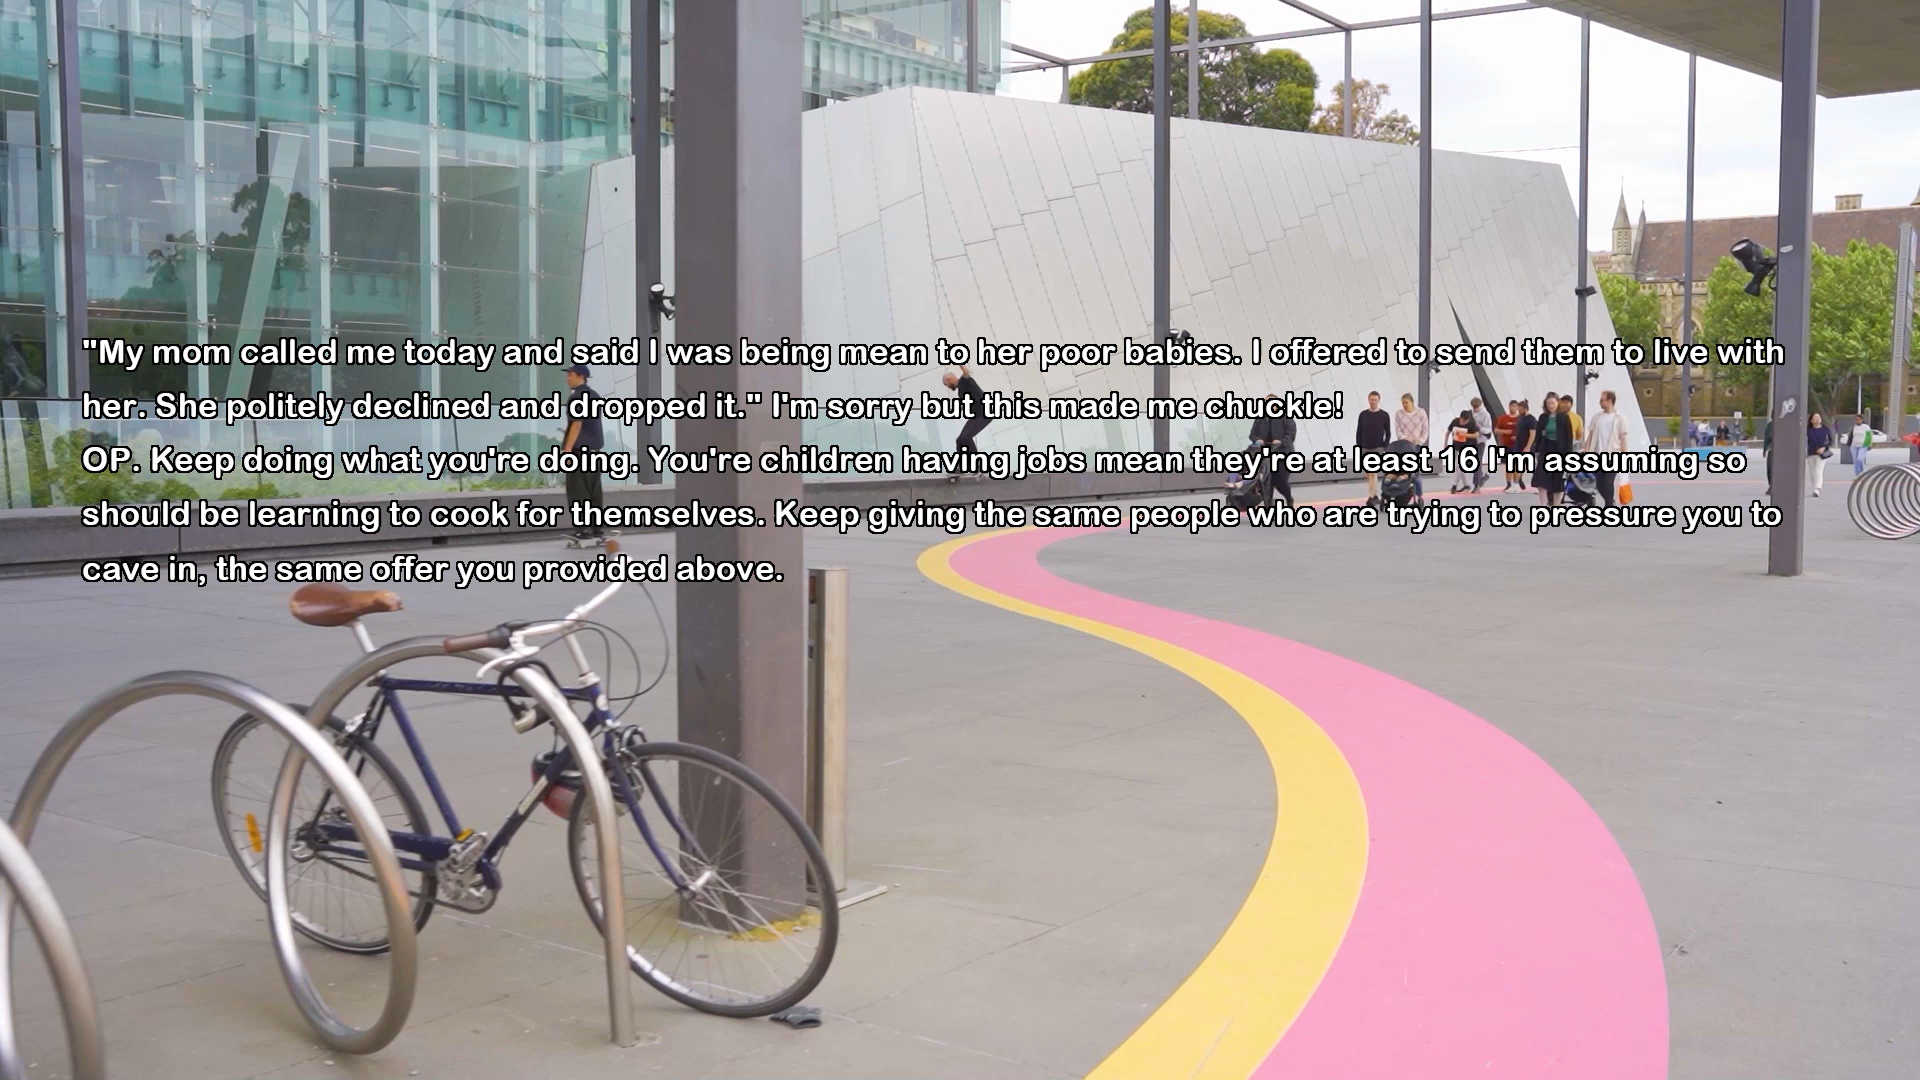 "My mom called me today and said I was being mean to her poor babies. I offered to send them to live with
her. She politely declined and dropped it." I'm sorry but this made me chuckle!
OP. Keep doing what you're doing. You're children having jobs mean they're at least 16 I'm assuming so
should be learning to cook for themselves. Keep giving the same people who are trying to pressure you to
cave in, the same offer you provided above.